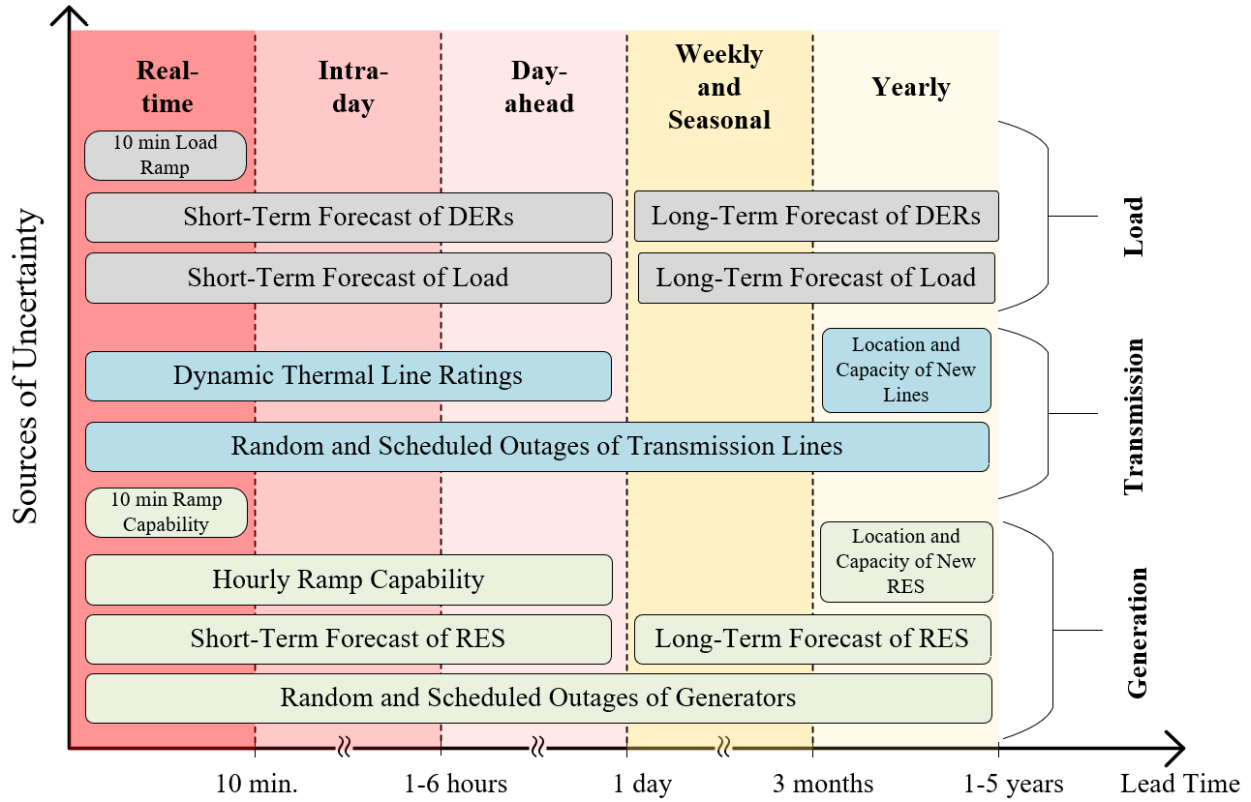 Real-
time
Intra-
day
Day-
ahead
Weekly
and
Seasonal
Yearly
10 min Load
Ramp
Short-Term Forecast of DERs
Long-Term Forecast of DERs
Short-Term Forecast of Load
Long-Term Forecast of Load
Load
Dynamic Thermal Line Ratings
Location and
Capacity of New
Lines
Random and Scheduled Outages of Transmission Lines
Transmission
10 min Ramp
Capability
Hourly Ramp Capability
Location and
Capacity of New
RES
Short-Term Forecast of RES
Long-Term Forecast of RES
Random and Scheduled Outages of Generators
Generation
Sources of Uncertainty
10 min.
1-6 hours
1 day
3 months
1-5 years
Lead Time